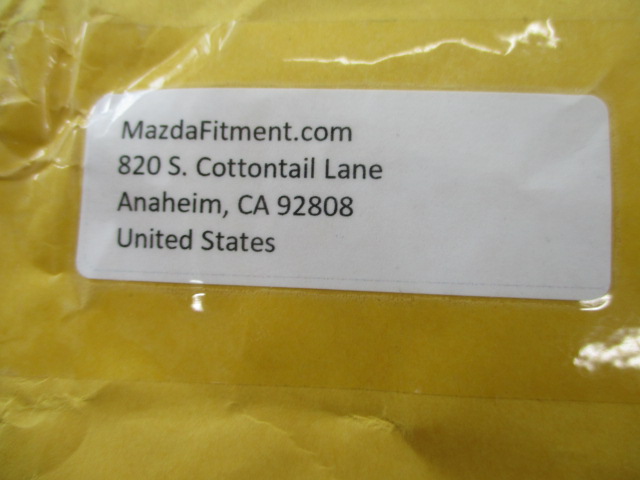 MazdaFitment.com
820 S. Cottontail Lane
Anaheim, CA 92808
United States